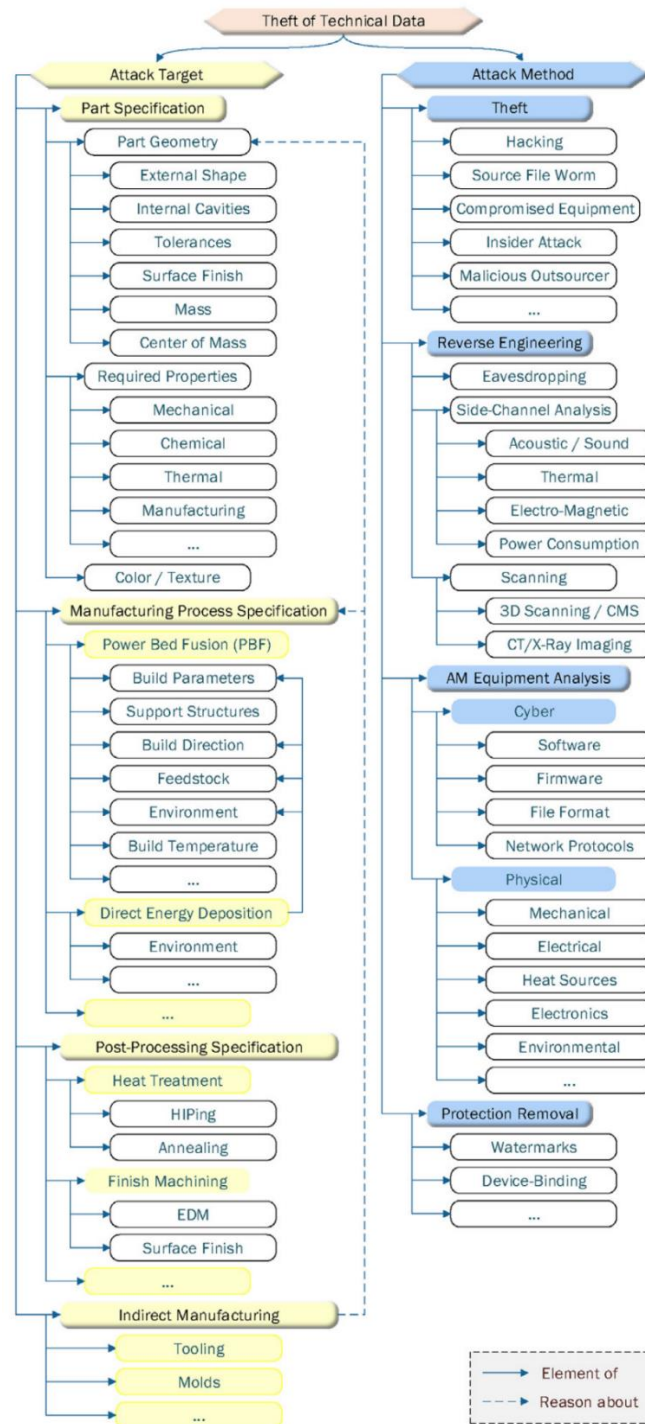 Theft of Technical Data
Attack Target
Part Specification
Part Geometry
External Shape
Internal Cavities
Tolerances
Surface Finish
Mass
Center of Mass
Required Properties
Mechanical
Chemical
Thermal
Manufacturing
...
Color / Texture
Manufacturing Process Specification
Power Bed Fusion (PBF)
Build Parameters
Support Structures
Build Direction
Feedstock
Environment
Build Temperature
...
Direct Energy Deposition
Environment
...
...
Post-Processing Specification
Heat Treatment
HIPing
Annealing
Finish Machining
EDM
Surface Finish
...
Indirect Manufacturing
Tooling
Molds
...
Attack Method
Theft
Hacking
Source File Worm
Compromised Equipment
Insider Attack
Malicious Outsourcer
...
Reverse Engineering
Eavesdropping
Side-Channel Analysis
Acoustic / Sound
Thermal
Electro-Magnetic
Power Consumption
Scanning
3D Scanning / CMS
CT/X-Ray Imaging
AM Equipment Analysis
Cyber
Software
Firmware
File Format
Network Protocols
Physical
Mechanical
Electrical
Heat Sources
Electronics
Environmental
...
Protection Removal
Watermarks
Device-Binding
...
Element of
Reason about